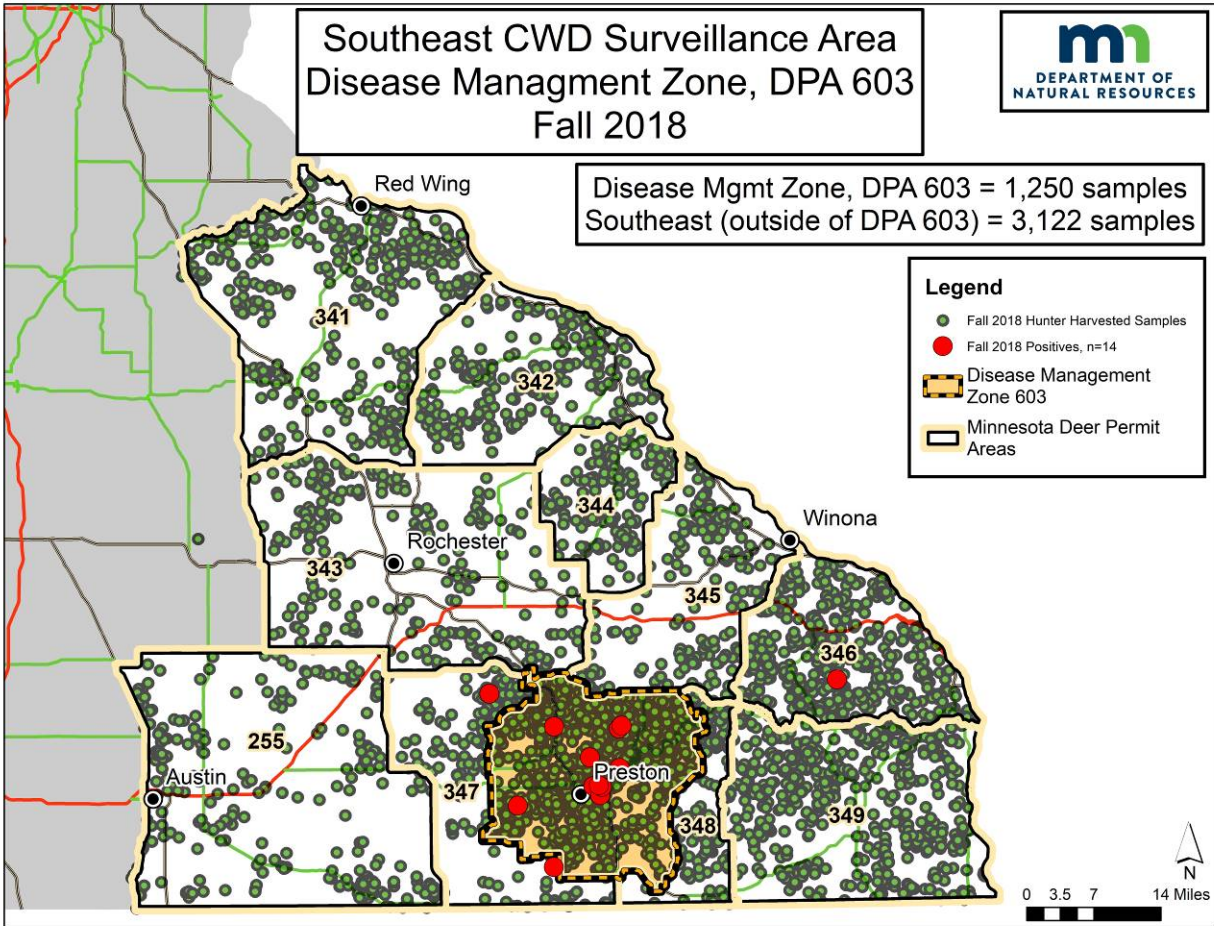 Southeast CWD Surveillance Area
Disease Managment Zone, DPA 603
Fall 2018
mn
DEPARTMENT OF
NATURAL RESOURCES
Disease Mgmt Zone, DPA 603 = 1,250 samples
Southeast (outside of DPA 603) = 3,122 samples
Legend
Fall 2018 Hunter Harvested Samples
Fall 2018 Positives, n=14
Disease Management
Zone 603
Minnesota Deer Permit
Areas
Red Wing
341
342
344
Winona
Rochester
343
345
346
255
Austin
Preston
347
348
349
N
0 3.5 7 14 Miles